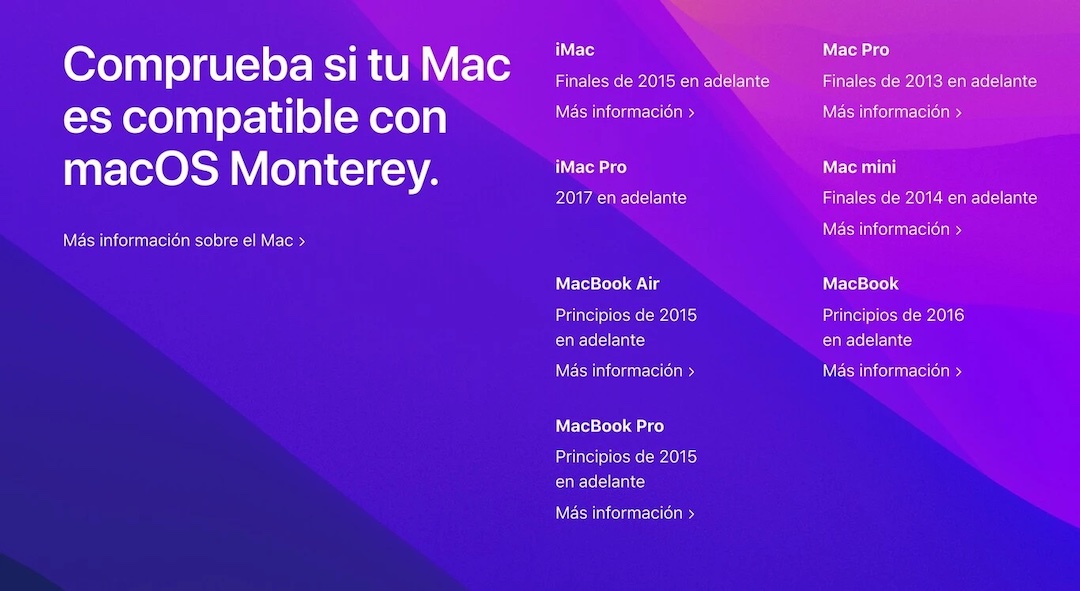 Comprueba si tu Mac
es compatible con
macOS Monterey.
Más información sobre el Mac >
iMac
Finales de 2015 en adelante
Más información >
Mac Pro
Finales de 2013 en adelante
Más información >
iMac Pro
2017 en adelante
Mac mini
Finales de 2014 en adelante
Más información >
MacBook Air
Principios de 2015
en adelante
Más información >
MacBook
Principios de 2016
en adelante
Más información >
MacBook Pro
Principios de 2015
en adelante
Más información >